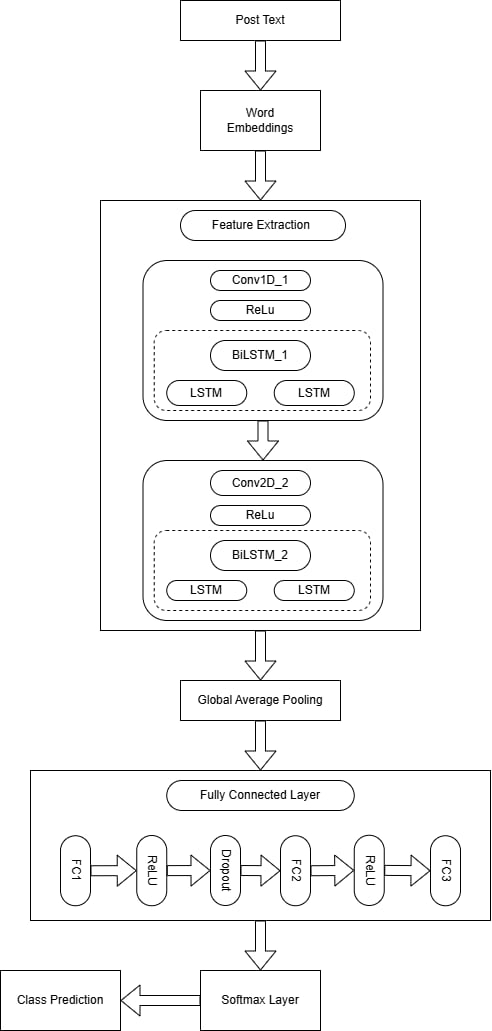 Post Text
Word
Embeddings
Feature Extraction
Conv1D_1
ReLu
BiLSTM_1
LSTM
LSTM
Conv2D_2
ReLu
BiLSTM_2
LSTM
LSTM
Global Average Pooling
Fully Connected Layer
FC1
ReLU
Dropout
FC2
ReLU
FC3
Class Prediction
Softmax Layer